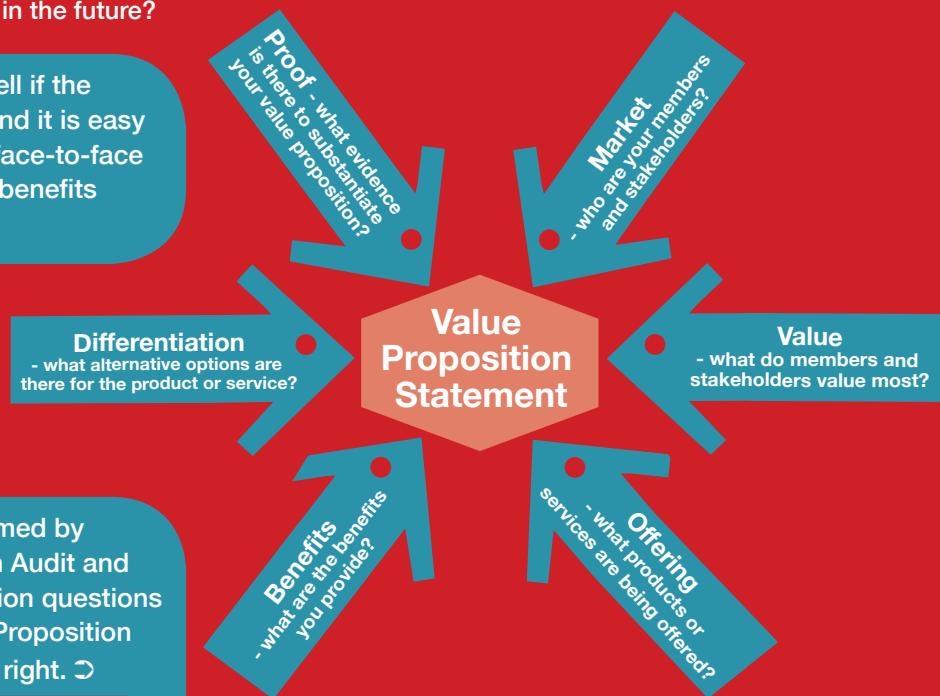 in the future?
ell if the
nd it is easy
face-to-face
benefits
med by
n Audit and
ion questions
Proposition
right. ➲
Proof - what evidence
is there to substantiate
your value proposition?
Market
- who are your members
and stakeholders?
Differentiation
- what alternative options are
there for the product or service?
Value
Proposition
Statement
Value
- what do members and
stakeholders value most?
Benefits
- what are the benefits
you provide?
Offering
- what products or
services are being offered?